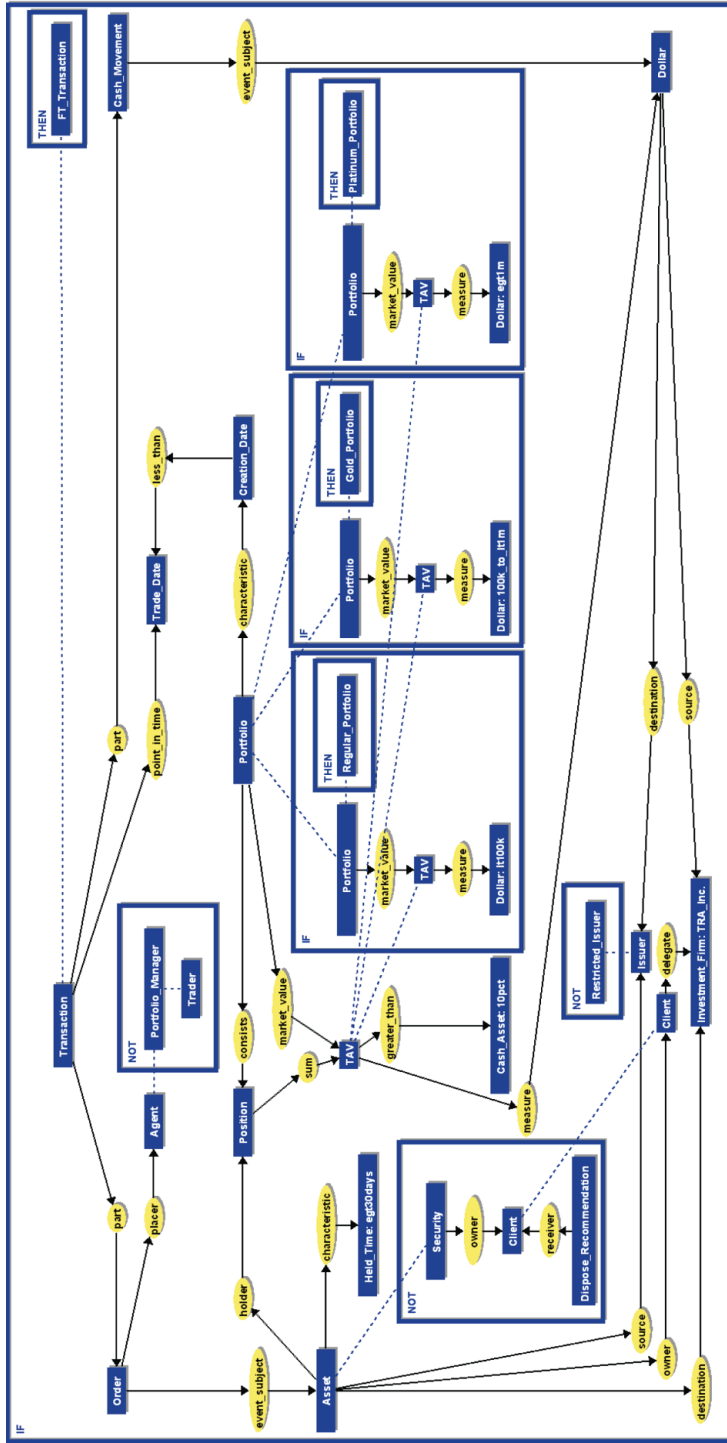 IF
THEN
Transaction
FT_Transaction
Order
part
part
Cash_Movement
NOT
placer
Agent
Portfolio_Manager
point_in_time
Trade_Date
less_than
Trader
holder
Position
consists
Portfolio
characteristic
Creation_Date
event_subject
event_subject
market_value
sum
IF
IF
IF
THEN
THEN
THEN
Asset
characteristic
TAV
Portfolio
Regular_Portfolio
Portfolio
Gold_Portfolio
Portfolio
Platinum_Portfolio
Held_Time: egt30days
greater_than
market_value
market_value
market_value
NOT
TAV
TAV
TAV
Security
measure
measure
measure
owner
Cash_Asset: 10pct
Dollar: lt100k
Dollar: 100k_to_lt1m
Dollar: egt1m
Client
measure
receiver
NOT
Dispose_Recommendation
Restricted_Issuer
source
Issuer
destination
Dollar
owner
Client
delegate
source
destination
Investment_Firm: TRA_Inc.